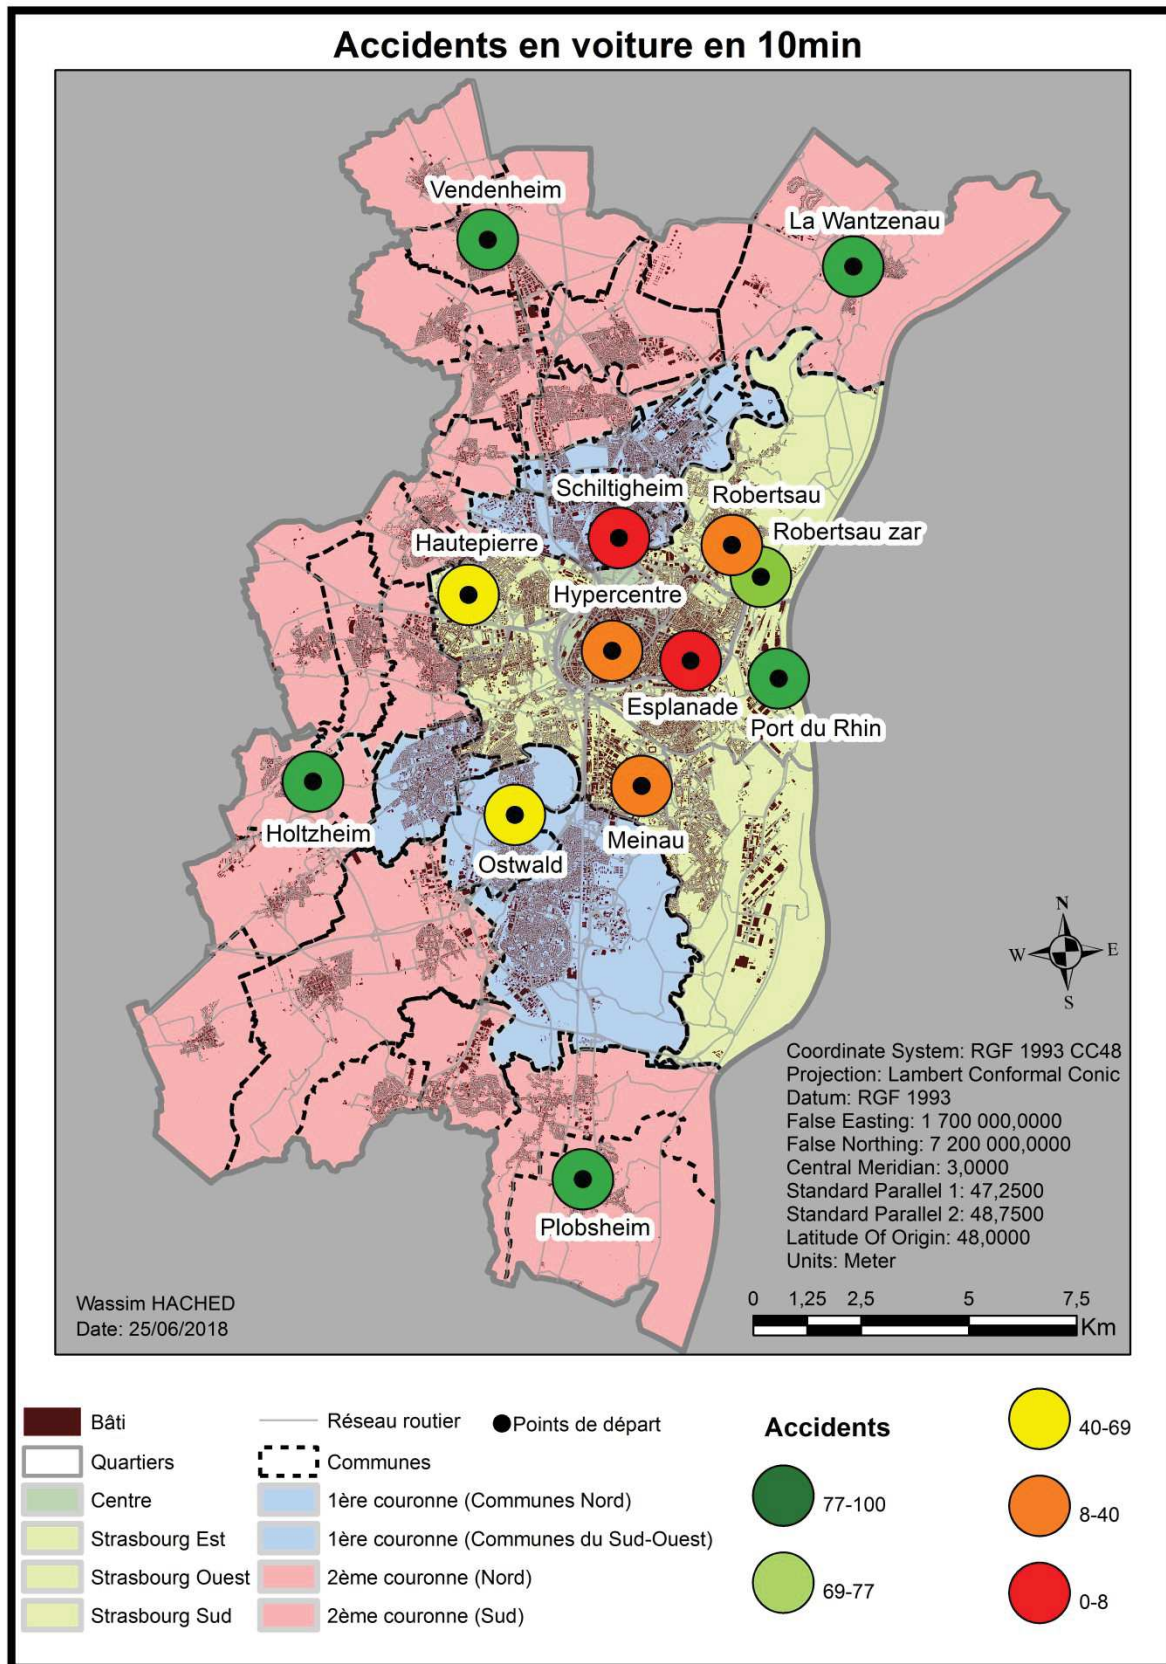 Accidents en voiture en 10min
Vendenheim
La Wantzenau
Schiltigheim
Robertsau
Robertsau zar
Hautepierre
Hypercentre
Esplanade
Port du Rhin
Holtzheim
Ostwald
Meinau
Plobsheim
N
W
E
S
Coordinate System: RGF 1993 CC48
Projection: Lambert Conformal Conic
Datum: RGF 1993
False Easting: 1 700 000,0000
False Northing: 7 200 000,0000
Central Meridian: 3,0000
Standard Parallel 1: 47,2500
Standard Parallel 2: 48,7500
Latitude Of Origin: 48,0000
Units: Meter
Wassim HACHED
Date: 25/06/2018
0 1,25 2,5 5 7,5
Km
Bâti
Quartiers
Centre
Strasbourg Est
Strasbourg Ouest
Strasbourg Sud
Réseau routier
Communes
1ère couronne (Communes Nord)
1ère couronne (Communes du Sud-Ouest)
2ème couronne (Nord)
2ème couronne (Sud)
Points de départ
Accidents
77-100
69-77
40-69
8-40
0-8